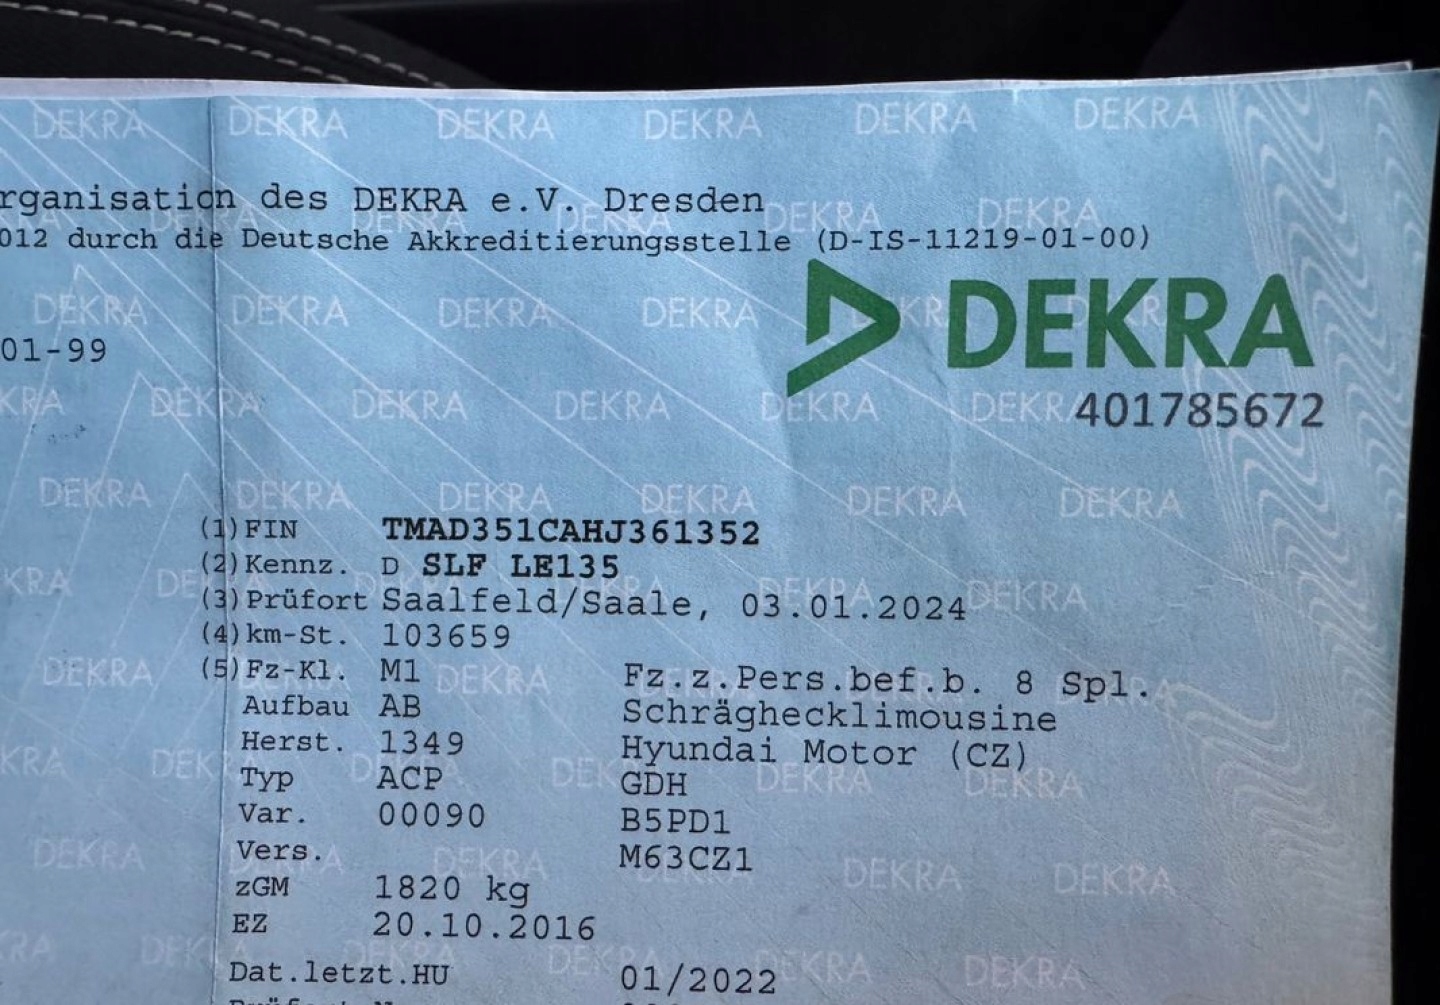 rganisation des DEKRA e.V. Dresden
012 durch die Deutsche Akkreditierungsstelle (D-IS-11219-01-00)
DEKRA
01-99
401785672
(1) FIN TMAD351CAHJ361352
(2) Kennz. D SLF LE135
(3) Prüfort Saalfeld/Saale, 03.01.2024
(4) km-St. 103659
(5) Fz-Kl. M1 Fz.z.Pers.bef.b. 8 Spl.
Aufbau AB Schräghecklimousine
Herst. 1349 Hyundai Motor (CZ)
Typ ACP GDH
Var. 00090 B5PD1
Vers. M63CZ1
zGM 1820 kg
EZ 20.10.2016
Dat.letzt.HU 01/2022